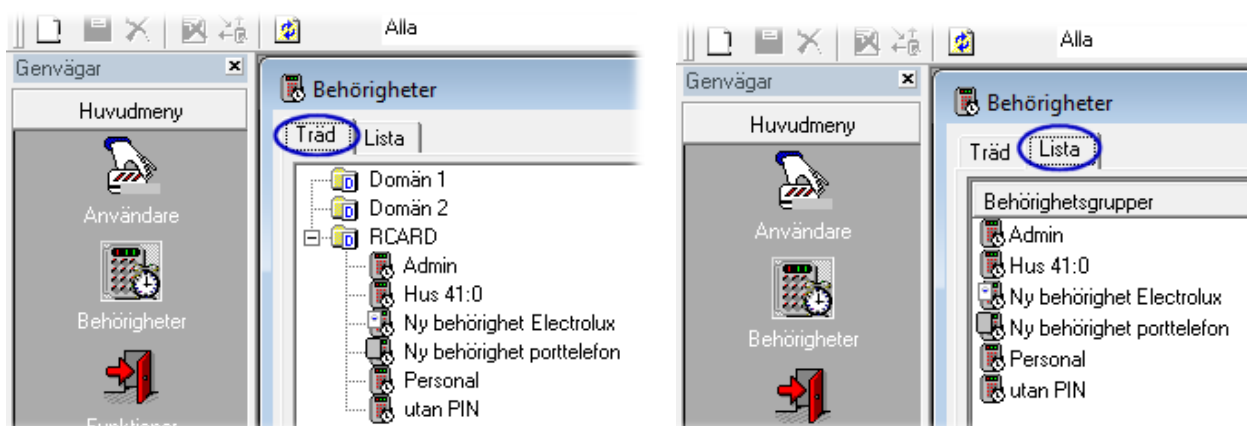 Alla
Genvägar
Huvudmeny
Användare
Behörigheter
Funktioner
Behörigheter
Träd Lista
Domän 1
Domän 2
RCARD
Admin
Hus 41:0
Ny behörighet Electrolux
Ny behörighet porttelefon
Personal
utan PIN
Alla
Genvägar
Huvudmeny
Användare
Behörigheter
Behörigheter
Träd Lista
Behörighetsgrupper
Admin
Hus 41:0
Ny behörighet Electrolux
Ny behörighet porttelefon
Personal
utan PIN